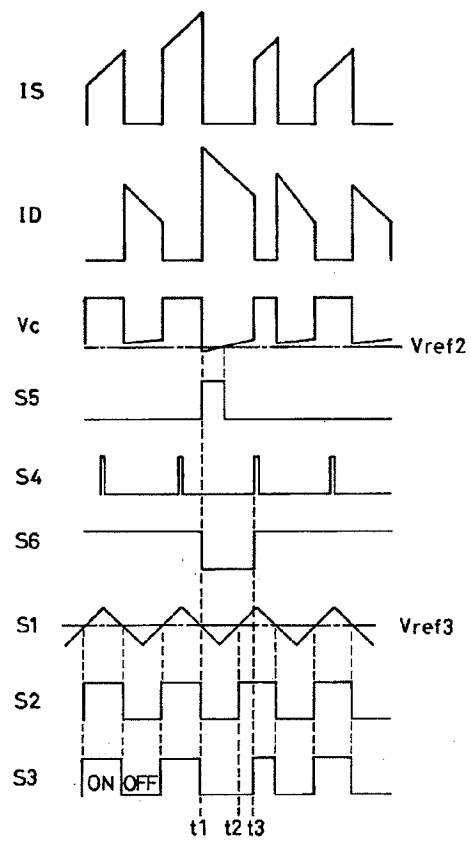 IS
ID
Vc
Vref2
S5
S4
S6
S1
Vref3
S2
S3
ON OFF
t1 t2 t3